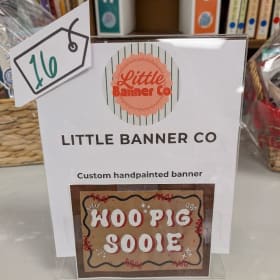 16
Little
Banner Co
LITTLE BANNER CO
Custom handpainted banner
WOO PIG
SOOIE